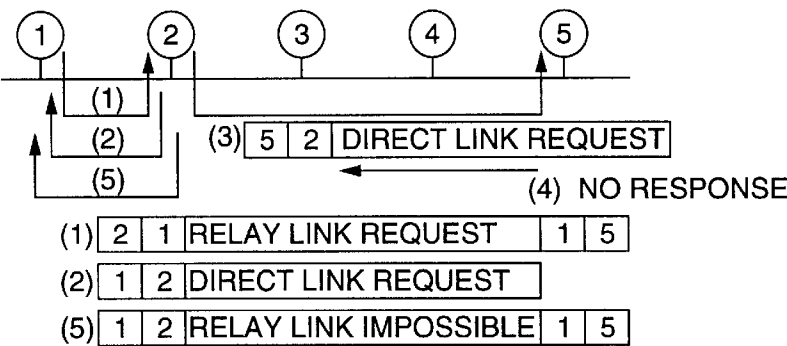 1 2 3 4 5
(1)
(2)
(3) 5 2 DIRECT LINK REQUEST
(5)
(4) NO RESPONSE
(1) 2 1 RELAY LINK REQUEST 1 5
(2) 1 2 DIRECT LINK REQUEST
(5) 1 2 RELAY LINK IMPOSSIBLE 1 5